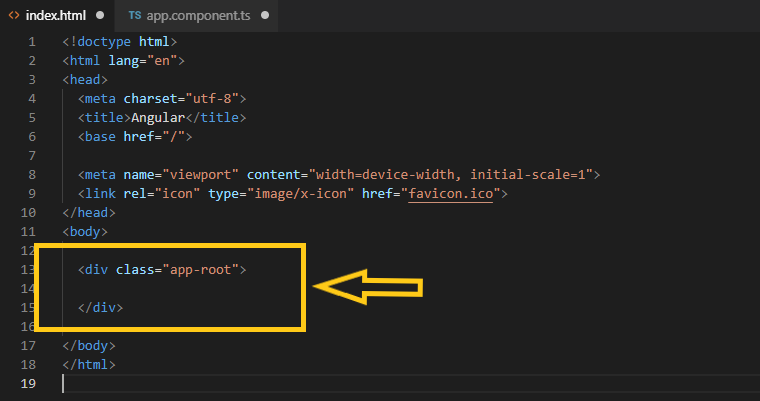 index.html TS app.component.ts
1 <!doctype html>
2 <html lang="en">
3 <head>
4   <meta charset="utf-8">
5   <title>Angular</title>
6   <base href="/">
7
8   <meta name="viewport" content="width=device-width, initial-scale=1">
9   <link rel="icon" type="image/x-icon" href="favicon.ico">
10 </head>
11 <body>
12
13   <div class="app-root">
14
15   </div>
16
17 </body>
18 </html>
19